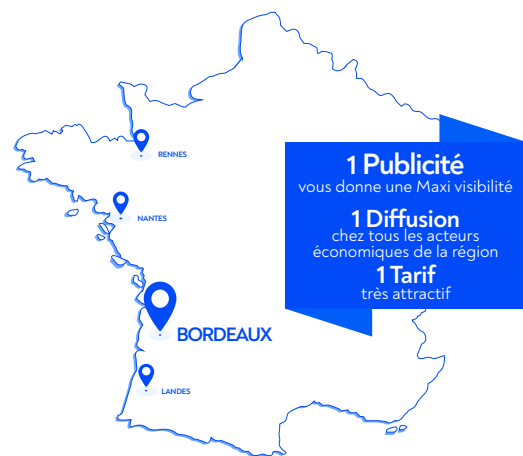 RENNES
NANTES
BORDEAUX
LANDES
1 Publicité
vous donne une Maxi visibilité
1 Diffusion
chez tous les acteurs
économiques de la région
1 Tarif
très attractif